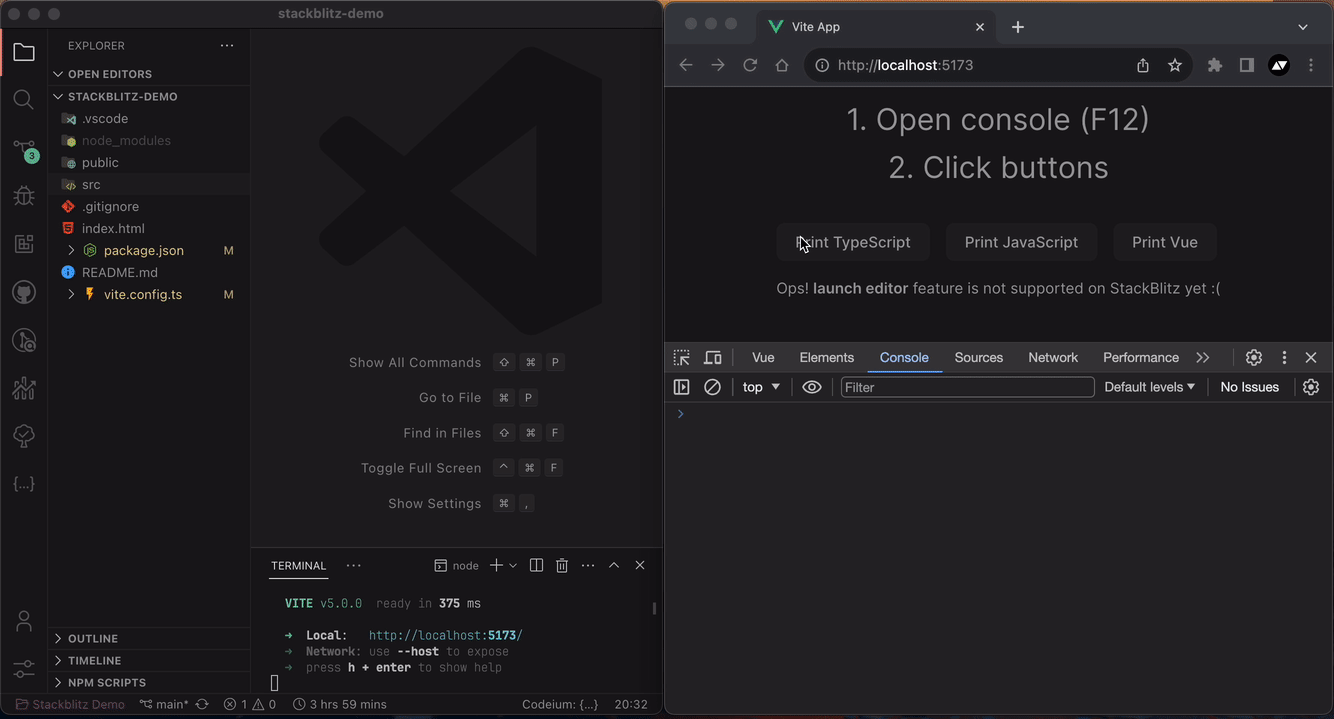 stackblitz-demo
EXPLORER
OPEN EDITORS
STACKBLITZ-DEMO
.vscode
node_modules
public
src
.gitignore
index.html
package.json M
README.md
vite.config.ts M
3
{...}
OUTLINE
TIMELINE
NPM SCRIPTS
Show All Commands ⇧ ⌘ P
Go to File ⌘ P
Find in Files ⇧ ⌘ F
Toggle Full Screen ^ ⌘ F
Show Settings ⌘ ,
TERMINAL ··· node
VITE v5.0.0 ready in 375 ms
➜ Local: http://localhost:5173/
➜ Network: use --host to expose
➜ press h + enter to show help
Stackblitz Demo main* 1 0 3 hrs 59 mins Codeium: {...} 20:32
Vite App
http://localhost:5173
1. Open console (F12)
2. Click buttons
Print TypeScript Print JavaScript Print Vue
Ops! launch editor feature is not supported on StackBlitz yet :(
Vue Elements Console Sources Network Performance
top Filter Default levels No Issues